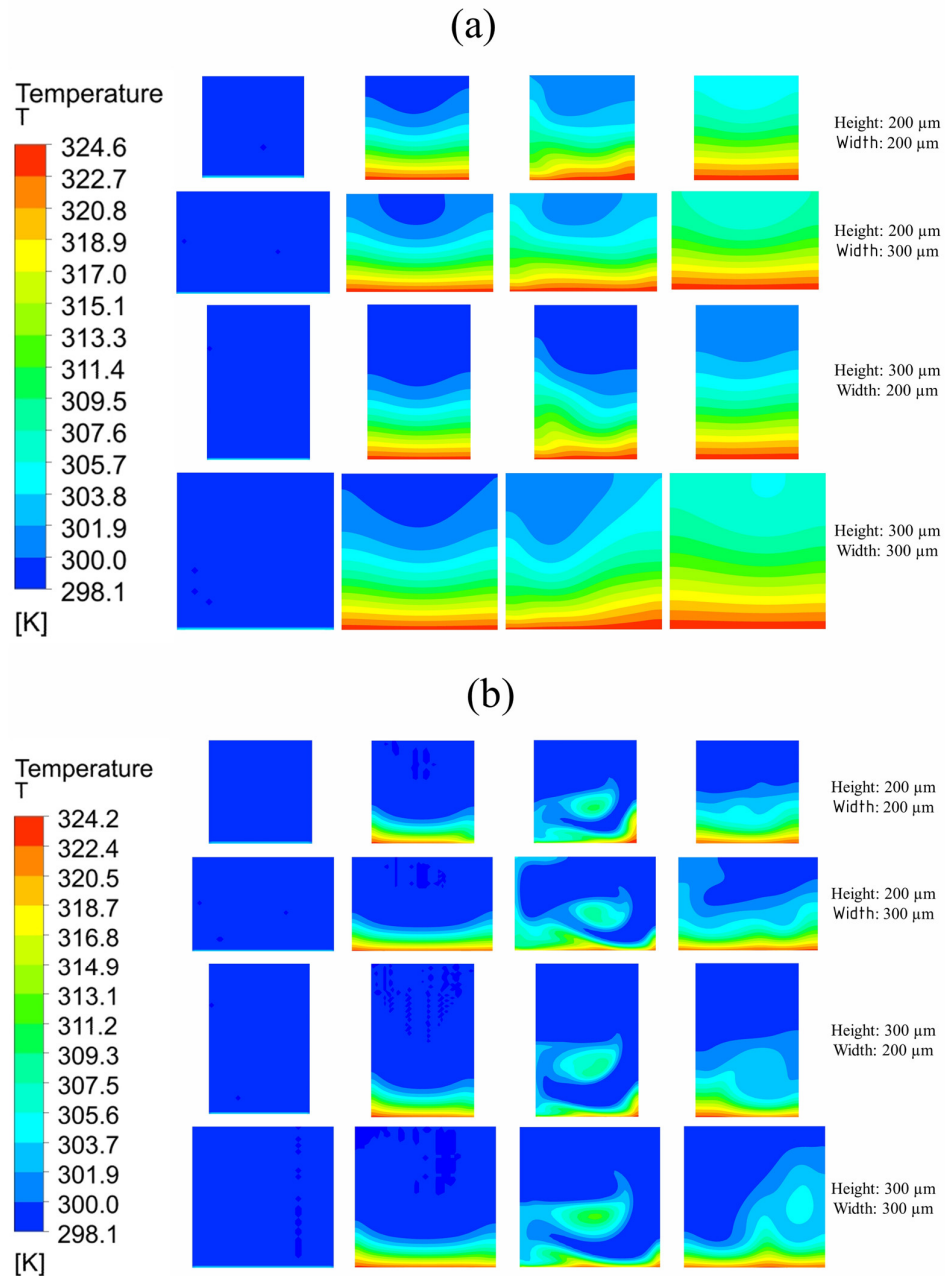 (a)
Temperature
T
324.6
322.7
320.8
318.9
317.0
315.1
313.3
311.4
309.5
307.6
305.7
303.8
301.9
300.0
298.1
[K]
Height: 200 µm
Width: 200 µm
Height: 200 µm
Width: 300 µm
Height: 300 µm
Width: 200 µm
Height: 300 µm
Width: 300 µm
(b)
Temperature
T
324.2
322.4
320.5
318.7
316.8
314.9
313.1
311.2
309.3
307.5
305.6
303.7
301.9
300.0
298.1
[K]
Height: 200 µm
Width: 200 µm
Height: 200 µm
Width: 300 µm
Height: 300 µm
Width: 200 µm
Height: 300 µm
Width: 300 µm